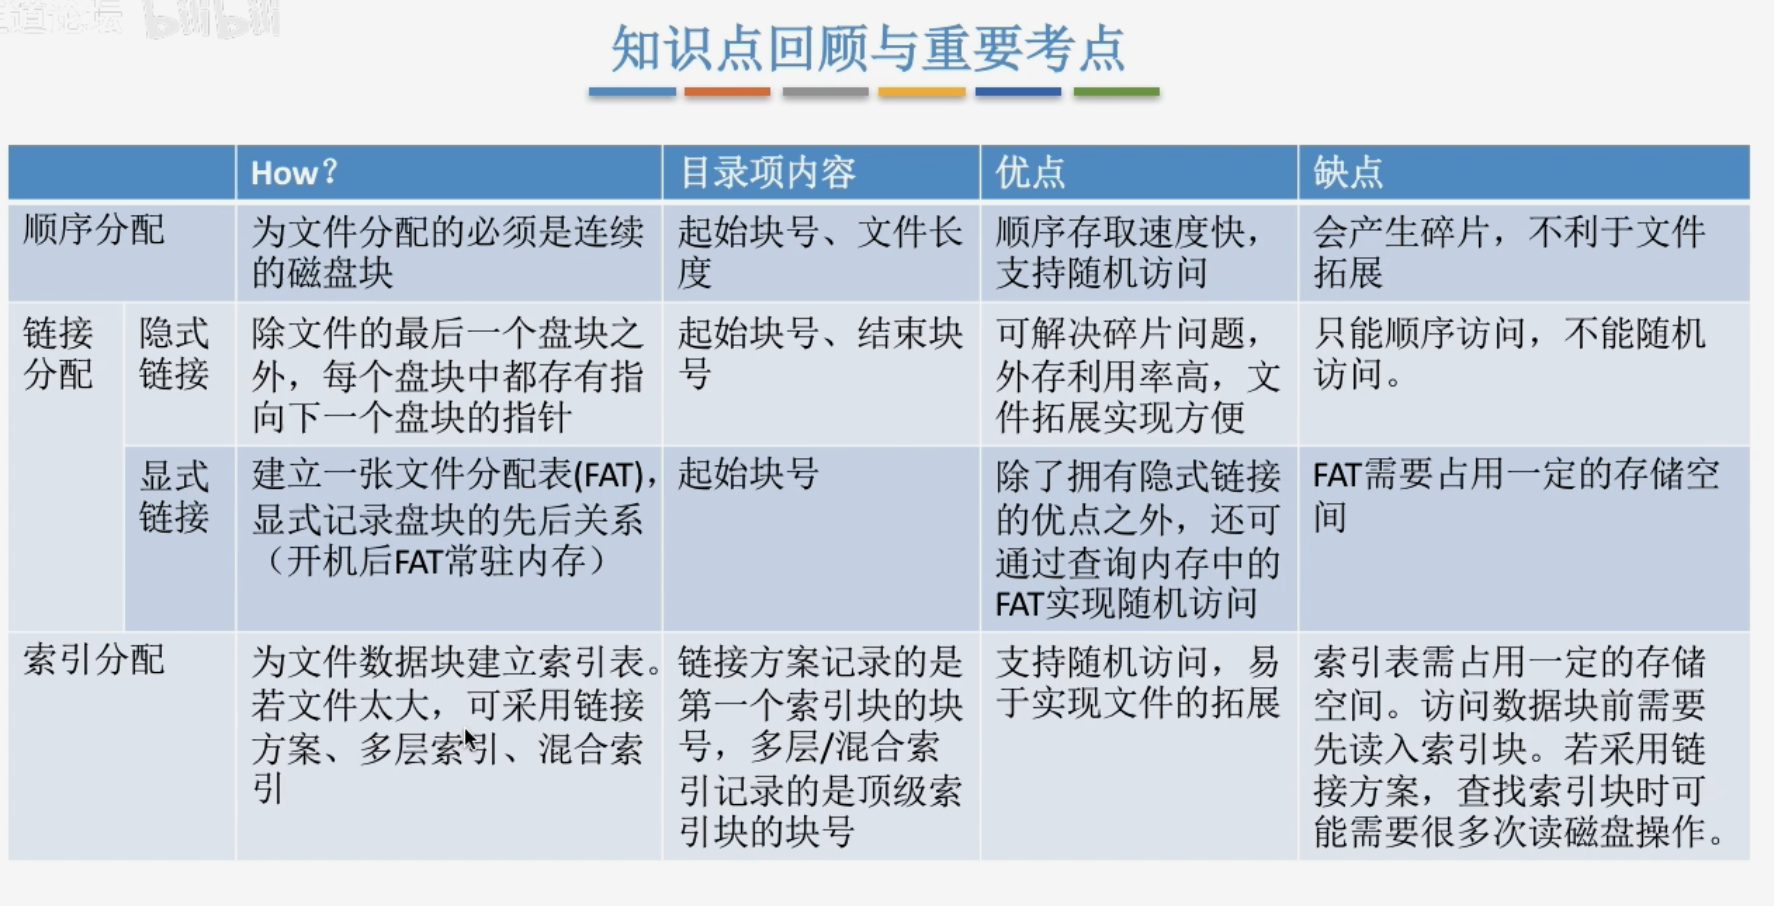 道论坛 bilibili
知识点回顾与重要考点
How？ 目录项内容 优点 缺点
顺序分配
为文件分配的必须是连续
的磁盘块
起始块号、文件长
度
顺序存取速度快，
支持随机访问
会产生碎片，不利于文件
拓展
链接
分配
隐式
链接
除文件的最后一个盘块之
外，每个盘块中都存有指
向下一个盘块的指针
起始块号、结束块
号
可解决碎片问题，
外存利用率高，文
件拓展实现方便
只能顺序访问，不能随机
访问。
显式
链接
建立一张文件分配表(FAT)，
显式记录盘块的先后关系
（开机后FAT常驻内存）
起始块号
除了拥有隐式链接
的优点之外，还可
通过查询内存中的
FAT实现随机访问
FAT需要占用一定的存储空
间
索引分配
为文件数据块建立索引表。
若文件太大，可采用链接
方案、多层索引、混合索
引
链接方案记录的是
第一个索引块的块
号，多层/混合索
引记录的是顶级索
引块的块号
支持随机访问，易
于实现文件的拓展
索引表需占用一定的存储
空间。访问数据块前需要
先读入索引块。若采用链
接方案，查找索引块时可
能需要很多次读磁盘操作。